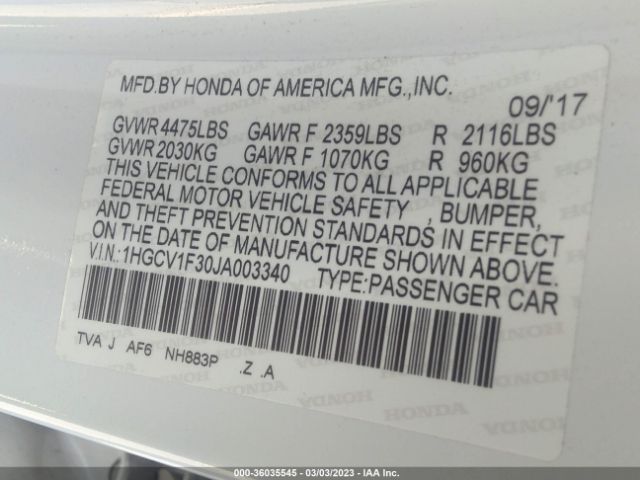 MFD.BY HONDA OF AMERICA MFG.,INC.
09/'17
GVWR 4475LBS GAWR F 2359LBS R 2116LBS
GVWR 2030KG GAWR F 1070KG R 960KG
THIS VEHICLE CONFORMS TO ALL APPLICABLE
FEDERAL MOTOR VEHICLE SAFETY , BUMPER,
AND THEFT PREVENTION STANDARDS IN EFFECT
ON THE DATE OF MANUFACTURE SHOWN ABOVE.
V.I.N.:1HGCV1F30JA003340 TYPE:PASSENGER CAR
TVA J AF6 NH883P .Z .A
HONDA
000-36035545 - 03/03/2023 - IAA Inc.